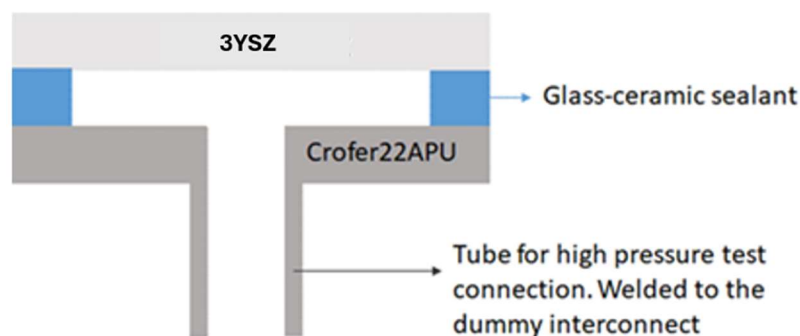 3YSZ
Glass-ceramic sealant
Crofer22APU
Tube for high pressure test
connection. Welded to the
dummy interconnect